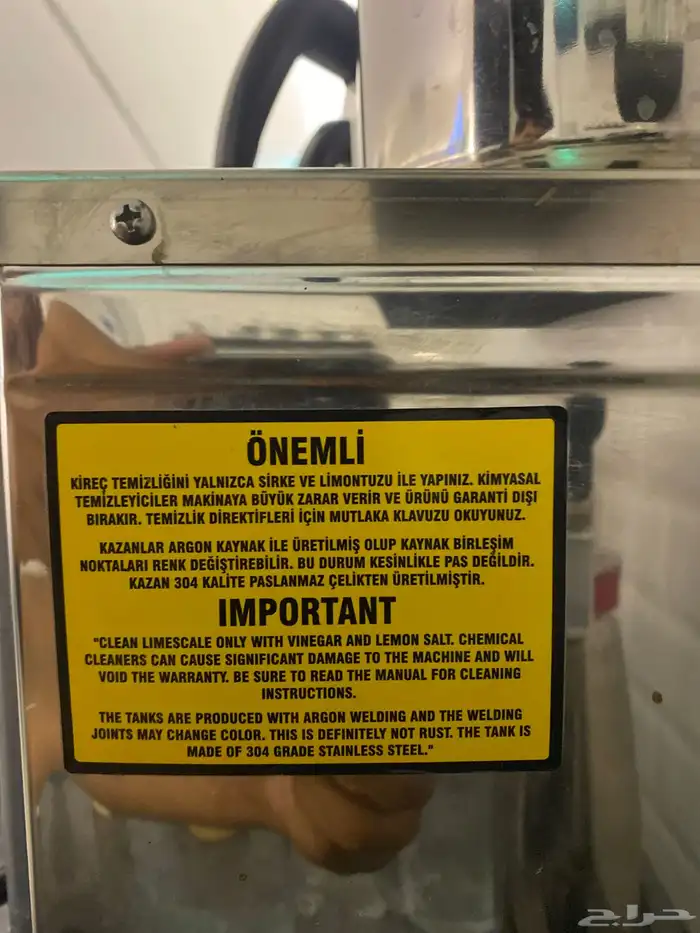 ÖNEMLİ
KİREÇ TEMİZLİĞİNİ YALNIZCA SİRKE VE LİMONTUZU İLE YAPINIZ. KİMYASAL
TEMİZLEYİCİLER MAKİNAYA BÜYÜK ZARAR VERİR VE ÜRÜNÜ GARANTİ DIŞI
BIRAKIR. TEMİZLİK DİREKTİFLERİ İÇİN MUTLAKA KLAVUZU OKUYUNUZ.
KAZANLAR ARGON KAYNAK İLE ÜRETİLMİŞ OLUP KAYNAK BİRLEŞİM
NOKTALARI RENK DEĞİŞTİREBİLİR. BU DURUM KESİNLİKLE PAS DEĞİLDİR.
KAZAN 304 KALİTE PASLANMAZ ÇELİKTEN ÜRETİLMİŞTİR.
IMPORTANT
"CLEAN LIMESCALE ONLY WITH VINEGAR AND LEMON SALT. CHEMICAL
CLEANERS CAN CAUSE SIGNIFICANT DAMAGE TO THE MACHINE AND WILL
VOID THE WARRANTY. BE SURE TO READ THE MANUAL FOR CLEANING
INSTRUCTIONS.
THE TANKS ARE PRODUCED WITH ARGON WELDING AND THE WELDING
JOINTS MAY CHANGE COLOR. THIS IS DEFINITELY NOT RUST. THE TANK IS
MADE OF 304 GRADE STAINLESS STEEL."
حراج